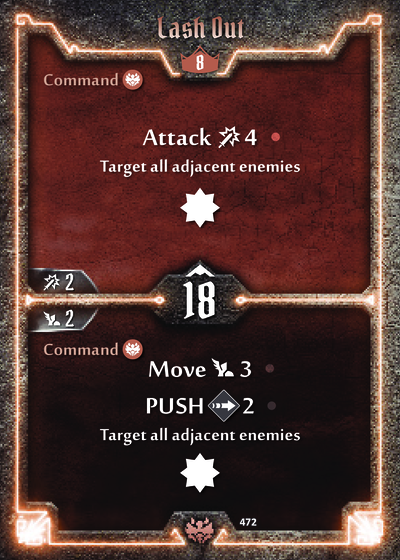 Lash Out
8
Command
Attack 4
Target all adjacent enemies
2
18
2
Command
Move 3
PUSH 2
Target all adjacent enemies
472